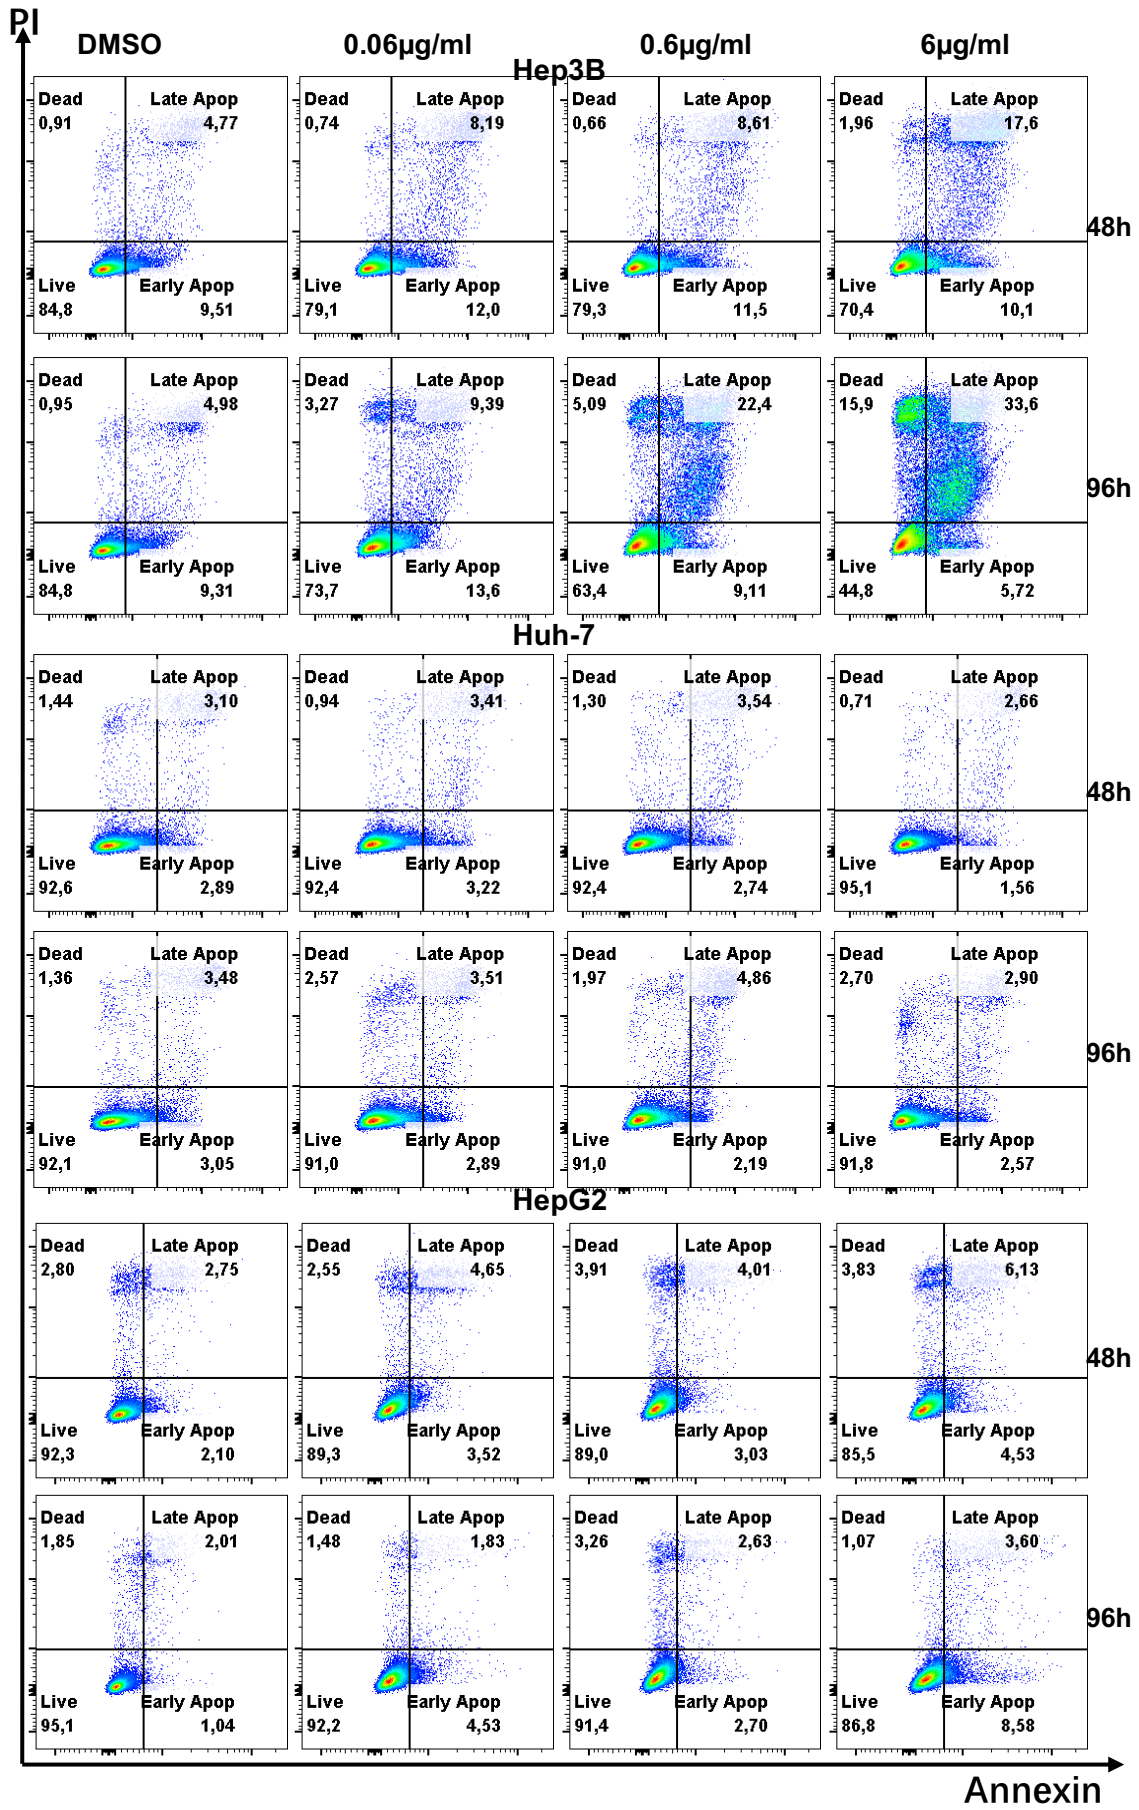 PI
DMSO 0.06µg/ml 0.6µg/ml 6µg/ml
Hep3B
Dead Late Apop Dead Late Apop Dead Late Apop Dead Late Apop
0,91 4,77 0,74 8,19 0,66 8,61 1,96 17,6
48h
Live Early Apop Live Early Apop Live Early Apop Live Early Apop
84,8 9,51 79,1 12,0 79,3 11,5 70,4 10,1
Dead Late Apop Dead Late Apop Dead Late Apop Dead Late Apop
0,95 4,98 3,27 9,39 5,09 22,4 15,9 33,6
96h
Live Early Apop Live Early Apop Live Early Apop Live Early Apop
84,8 9,31 73,7 13,6 63,4 9,11 44,8 5,72
Huh-7
Dead Late Apop Dead Late Apop Dead Late Apop Dead Late Apop
1,44 3,10 0,94 3,41 1,30 3,54 0,71 2,66
48h
Live Early Apop Live Early Apop Live Early Apop Live Early Apop
92,6 2,89 92,4 3,22 92,4 2,74 95,1 1,56
Dead Late Apop Dead Late Apop Dead Late Apop Dead Late Apop
1,36 3,48 2,57 3,51 1,97 4,86 2,70 2,90
96h
Live Early Apop Live Early Apop Live Early Apop Live Early Apop
92,1 3,05 91,0 2,89 91,0 2,19 91,8 2,57
HepG2
Dead Late Apop Dead Late Apop Dead Late Apop Dead Late Apop
2,80 2,75 2,55 4,65 3,91 4,01 3,83 6,13
48h
Live Early Apop Live Early Apop Live Early Apop Live Early Apop
92,3 2,10 89,3 3,52 89,0 3,03 85,5 4,53
Dead Late Apop Dead Late Apop Dead Late Apop Dead Late Apop
1,85 2,01 1,48 1,83 3,26 2,63 1,07 3,60
96h
Live Early Apop Live Early Apop Live Early Apop Live Early Apop
95,1 1,04 92,2 4,53 91,4 2,70 86,8 8,58
Annexin